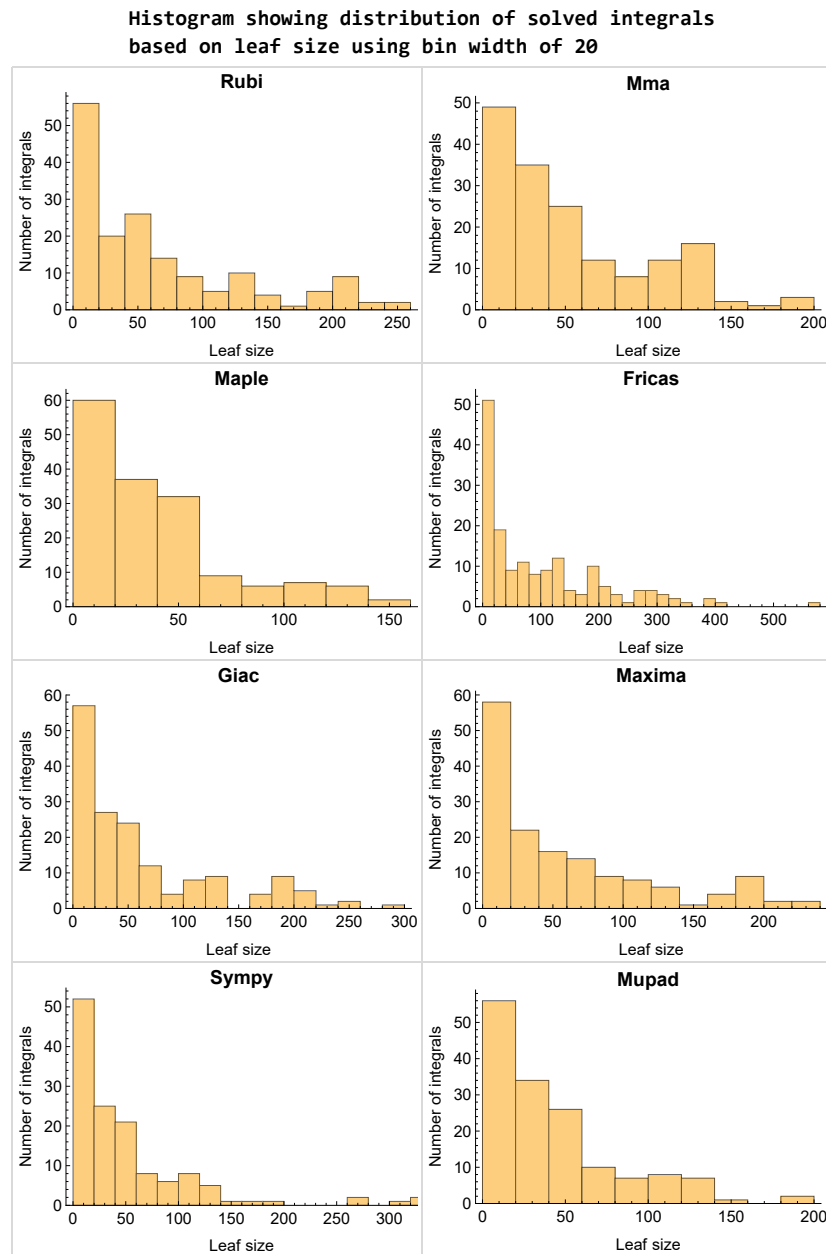 Histogram showing distribution of solved integrals
based on leaf size using bin width of 20
Rubi
Number of integrals
50
40
30
20
10
0
0 50 100 150 200 250
Leaf size
Mma
Number of integrals
50
40
30
20
10
0
0 50 100 150 200
Leaf size
Maple
Number of integrals
60
50
40
30
20
10
0
0 50 100 150
Leaf size
Fricas
Number of integrals
50
40
30
20
10
0
0 100 200 300 400 500
Leaf size
Giac
Number of integrals
60
50
40
30
20
10
0
0 50 100 150 200 250 300
Leaf size
Maxima
Number of integrals
60
50
40
30
20
10
0
0 50 100 150 200
Leaf size
Sympy
Number of integrals
50
40
30
20
10
0
0 50 100 150 200 250 300
Leaf size
Mupad
Number of integrals
50
40
30
20
10
0
0 50 100 150 200
Leaf size